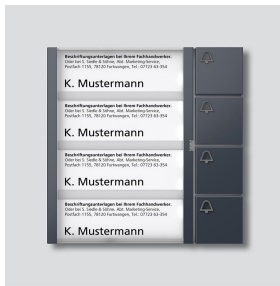 Beschriftungsunterlagen bei Ihrem Fachhandwerker.
Oder bei S. Siedle & Söhne, Abt. Marketing-Service,
Postfach 1155, 78120 Furtwangen, Tel.: 07723 63-354
K. Mustermann
Beschriftungsunterlagen bei Ihrem Fachhandwerker.
Oder bei S. Siedle & Söhne, Abt. Marketing-Service,
Postfach 1155, 78120 Furtwangen, Tel.: 07723 63-354
K. Mustermann
Beschriftungsunterlagen bei Ihrem Fachhandwerker.
Oder bei S. Siedle & Söhne, Abt. Marketing-Service,
Postfach 1155, 78120 Furtwangen, Tel.: 07723 63-354
K. Mustermann
Beschriftungsunterlagen bei Ihrem Fachhandwerker.
Oder bei S. Siedle & Söhne, Abt. Marketing-Service,
Postfach 1155, 78120 Furtwangen, Tel.: 07723 63-354
K. Mustermann